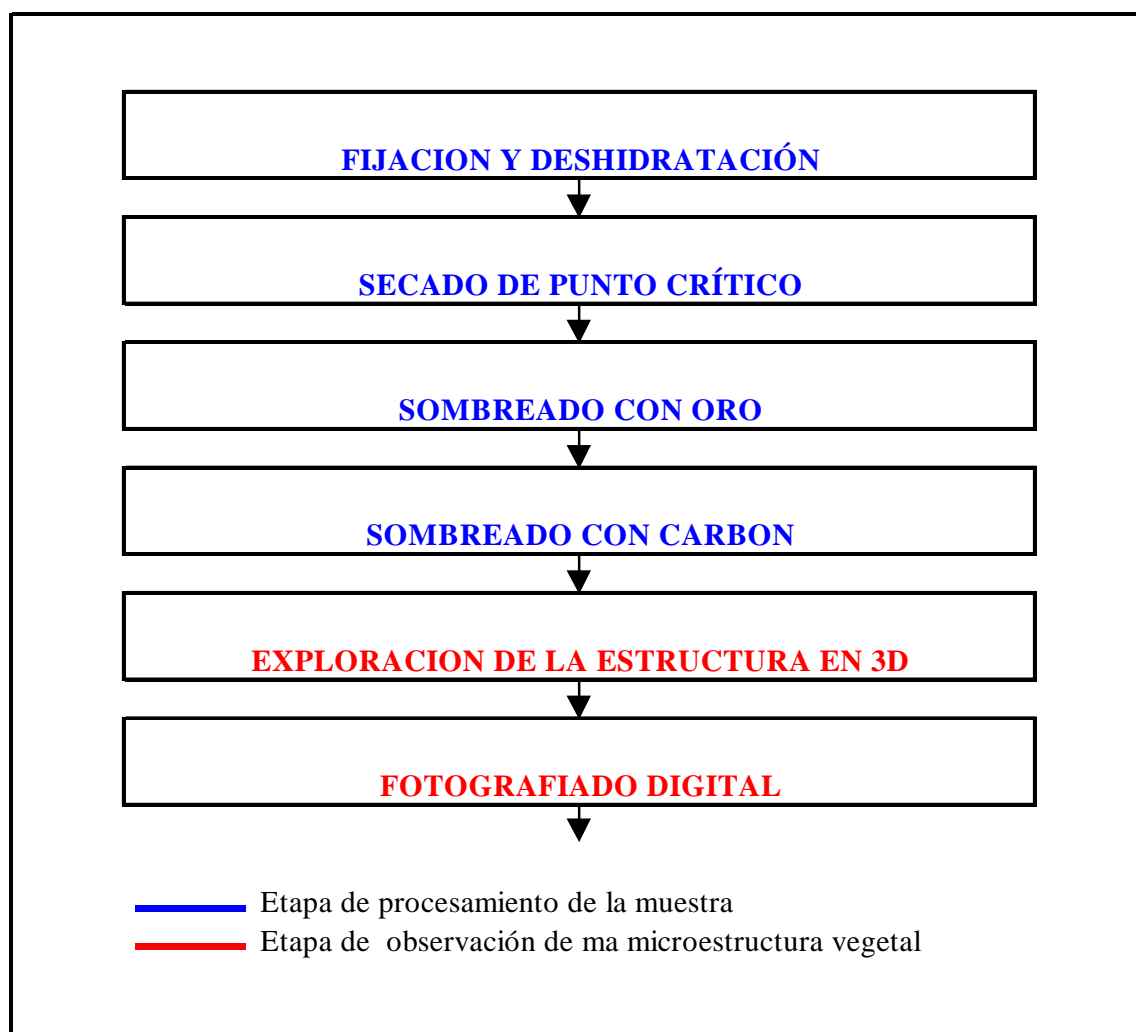 FIJACION Y DESHIDRATACIÓN
SECADO DE PUNTO CRÍTICO
SOMBREADO CON ORO
SOMBREADO CON CARBON
EXPLORACION DE LA ESTRUCTURA EN 3D
FOTOGRAFIADO DIGITAL
Etapa de procesamiento de la muestra
Etapa de observación de ma microestructura vegetal